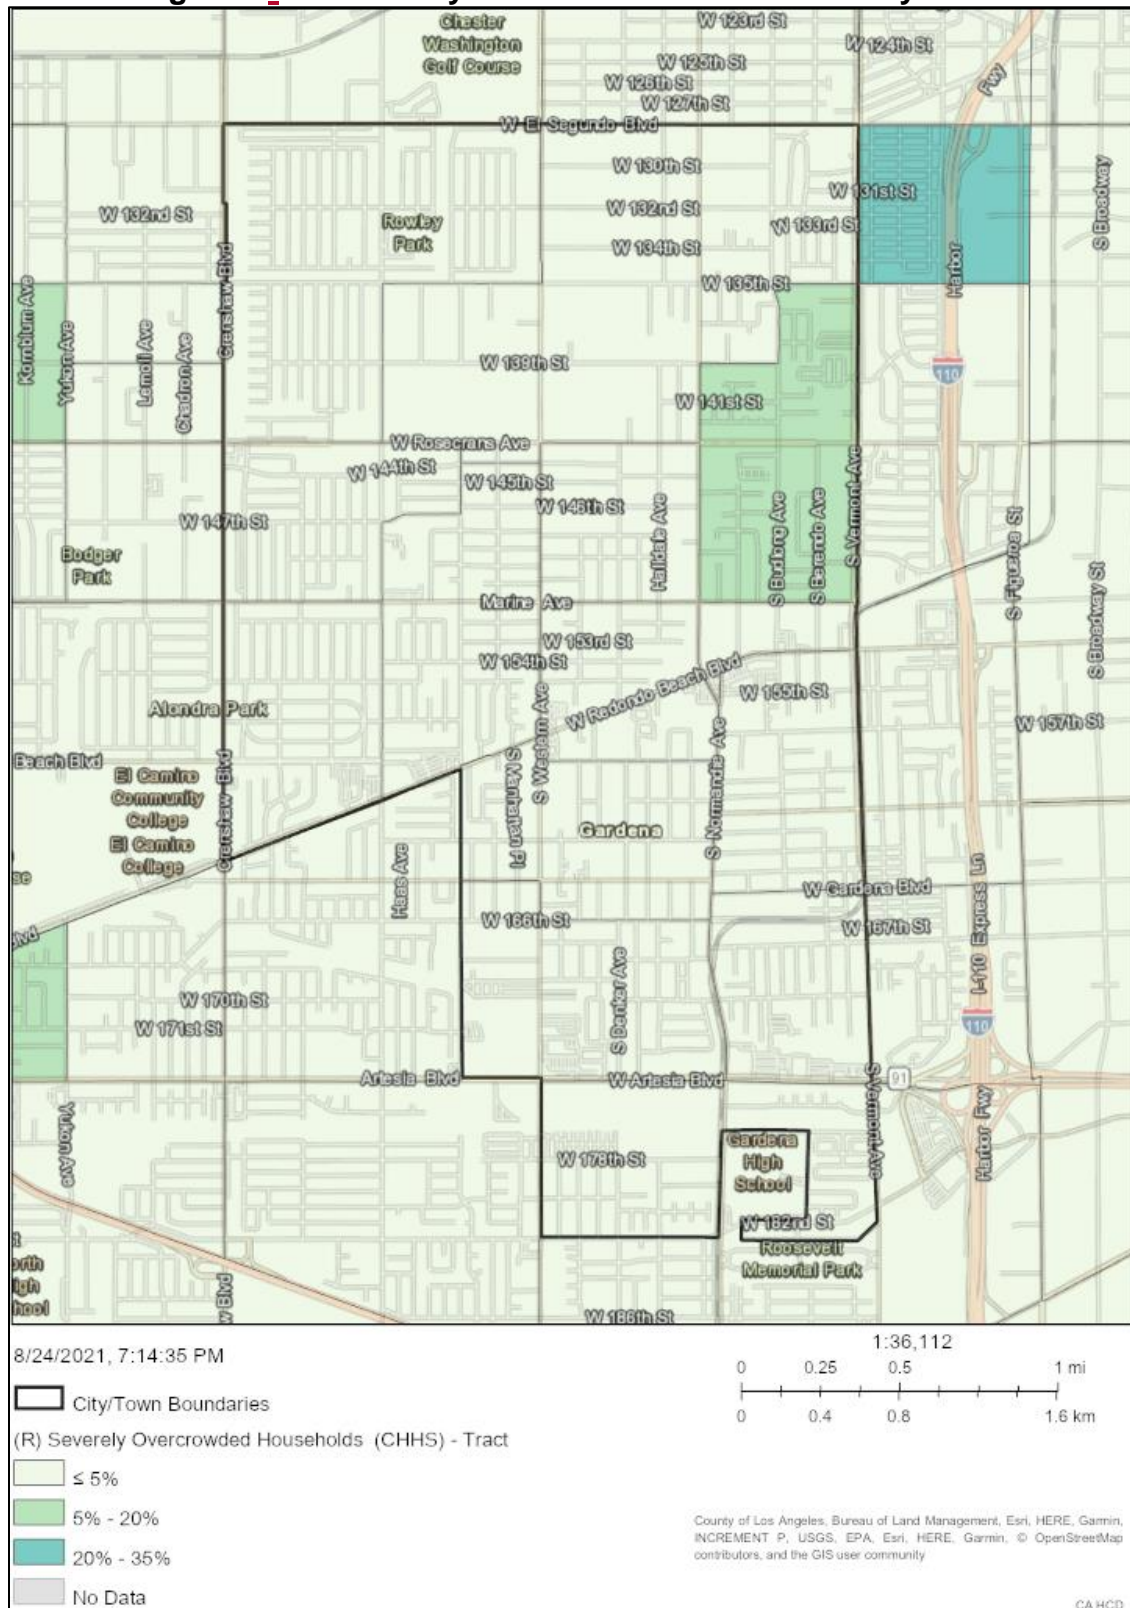 Chester
Washington
Golf Course
W 123rd St
W 124th St
W 125th St
W 126th St
W 127th St
Fwy
W El Segundo Blvd
W 130th St
W 131st St
S Broadway
W 132nd St
Rowley
Park
W 132nd St
W 133rd St
W 134th St
Crenshaw Blvd
Harbor
W 135th St
Kornblum Ave
Yukon Ave
Lemoli Ave
Chadron Ave
W 139th St
110
W 141st St
W Rosecrans Ave
W 144th St
W 145th St
W 146th St
W 147th St
Halldale Ave
S Budlong Ave
S Berendo Ave
S Vermont Ave
S Figueroa St
Bodger
Park
Marine Ave
S Broadway St
W 153rd St
W 154th St
W Redondo Beach Blvd
W 155th St
Alondra Park
W 157th St
Beach Blvd
El Camino
Community
College
El Camino
College
Crenshaw Blvd
S Manhattan Pl
S Western Ave
S Normandie Ave
Gardena
se
Haas Ave
W Gardena Blvd
W 166th St
W 167th St
I-110 Express Ln
Blvd
S Denker Ave
W 170th St
W 171st St
110
Artesia Blvd
W Artesia Blvd
91
Yukon Ave
S Vermont Ave
Harbor Fwy
W 178th St
Gardena
High
School
W 182nd St
Roosevelt
Memorial Park
orth
igh
hool
w Blvd
W 186th St
8/24/2021, 7:14:35 PM
1:36,112
0 0.25 0.5 1 mi
0 0.4 0.8 1.6 km
City/Town Boundaries
(R) Severely Overcrowded Households (CHHS) - Tract
≤ 5%
5% - 20%
20% - 35%
No Data
County of Los Angeles, Bureau of Land Management, Esri, HERE, Garmin,
INCREMENT P, USGS, EPA, Esri, HERE, Garmin, © OpenStreetMap
contributors, and the GIS user community
CA HCD